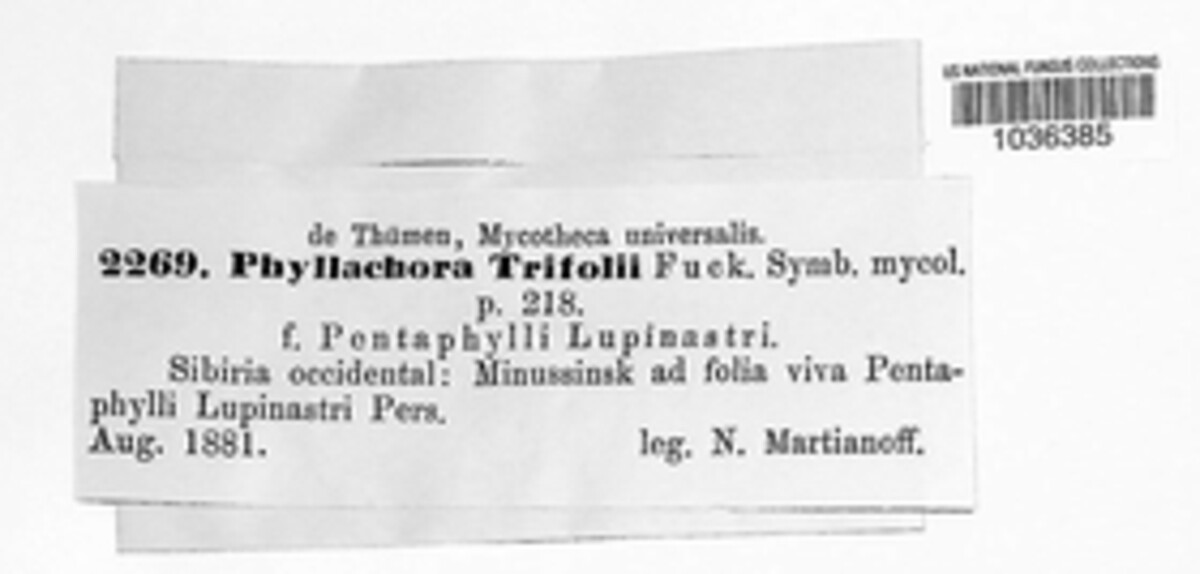 US NATIONAL FUNGUS COLLECTIONS
1036385
de Thümen, Mycotheca universalis.
2269. Phyllachora Trifolii Fuck. Symb. mycol.
p. 218.
f. Pentaphylli Lupinastri.
Sibiria occidental: Minussinsk ad folia viva Penta-
phylli Lupinastri Pers.
Aug. 1881. leg. N. Martianoff.